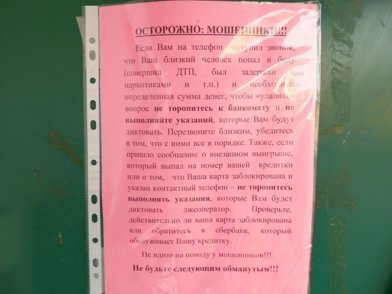 ОСТОРОЖНО: МОШЕННИКИ!!!
Если Вам на телефон поступил звонок,
что Ваш близкий человек попал в беду
(совершил ДТП, был задержан с
наркотиками и т.п.) и необходима
определенная сумма денег, чтобы «уладить»
вопрос не торопитесь к банкомату и не
выполняйте указаний, которые Вам будут
диктовать. Перезвоните близким, убедитесь
в том, что с ними все в порядке. Также, если
пришло сообщение о внезапном выигрыше,
который выпал на номер вашей кредитки
или о том, что Ваша карта заблокирована и
указан контактный телефон – не торопитесь
выполнять указания, которые Вам будет
диктовать джеоператор. Проверьте,
действительно ли ваша карта заблокирована
или обратитесь в сбербанк, который
обслуживает Вашу кредитку.
Не идите на поводу у мошенников!!!
Не будьте следующим обманутым!!!